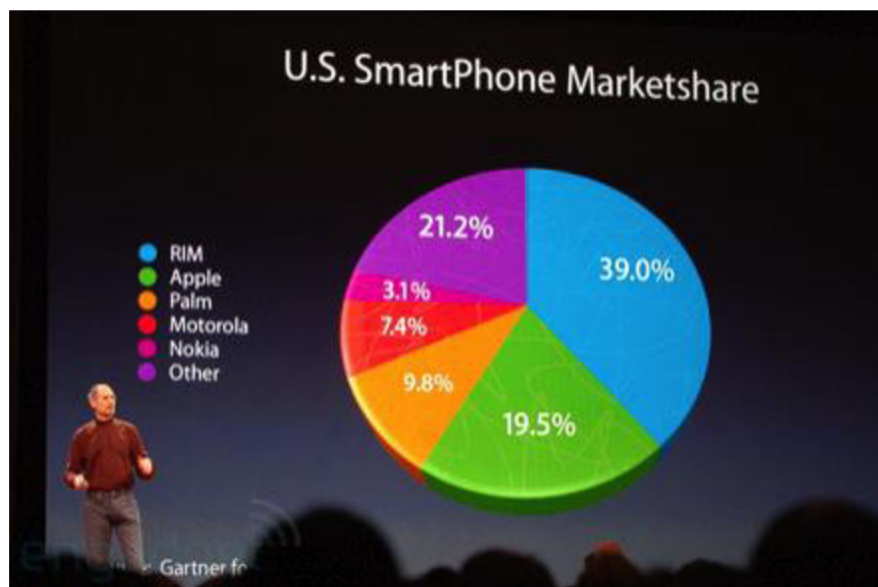 U.S. SmartPhone Marketshare
RIM
Apple
Palm
Motorola
Nokia
Other
21.2%
39.0%
3.1%
7.4%
9.8%
19.5%
Gartner